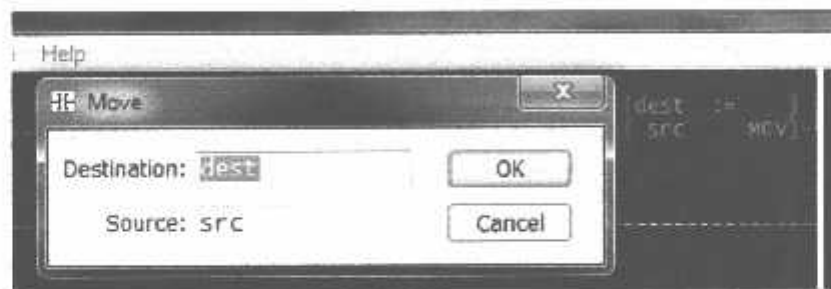 Help
Move
{dest := }
{ src MOV}
Destination: dest
OK
Source: src
Cancel